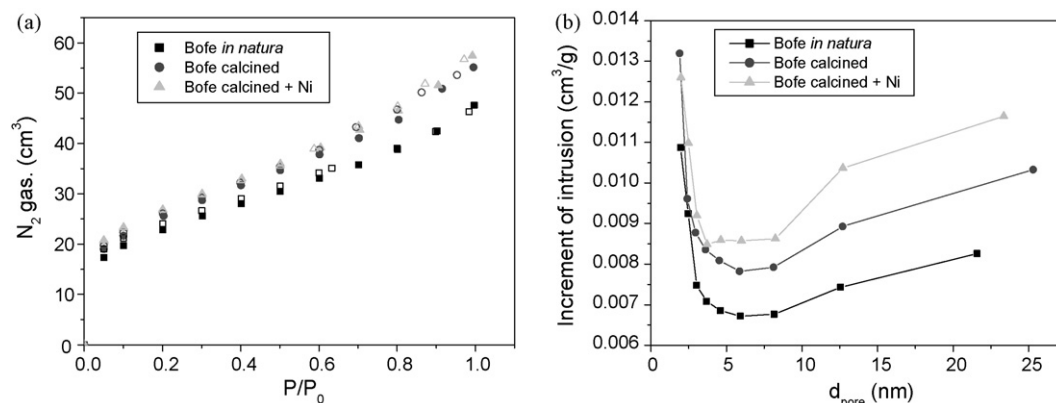 (a)
Bofe in natura
Bofe calcined
Bofe calcined + Ni
N₂ gas. (cm³)
60
50
40
30
20
10
0
0.0 0.2 0.4 0.6 0.8 1.0
P/P₀
(b)
Bofe in natura
Bofe calcined
Bofe calcined + Ni
Increment of intrusion (cm³/g)
0.014
0.013
0.012
0.011
0.010
0.009
0.008
0.007
0.006
0 5 10 15 20 25
d_pore (nm)